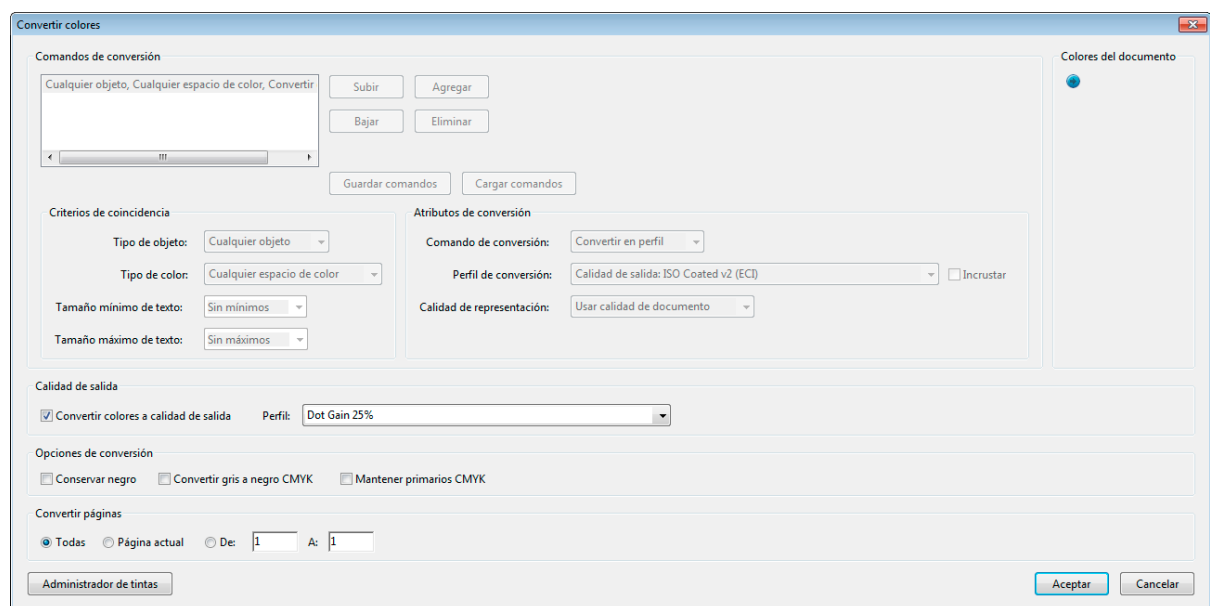 Convertir colores
Comandos de conversión
Colores del documento
Cualquier objeto, Cualquier espacio de color, Convertir
Subir Agregar
Bajar Eliminar
Guardar comandos Cargar comandos
Criterios de coincidencia
Atributos de conversión
Tipo de objeto: Cualquier objeto
Comando de conversión: Convertir en perfil
Tipo de color: Cualquier espacio de color
Perfil de conversión: Calidad de salida: ISO Coated v2 (ECI) Incrustar
Tamaño mínimo de texto: Sin mínimos
Calidad de representación: Usar calidad de documento
Tamaño máximo de texto: Sin máximos
Calidad de salida
Convertir colores a calidad de salida Perfil: Dot Gain 25%
Opciones de conversión
Conservar negro Convertir gris a negro CMYK Mantener primarios CMYK
Convertir páginas
Todas Página actual De: 1 A: 1
Administrador de tintas Aceptar Cancelar